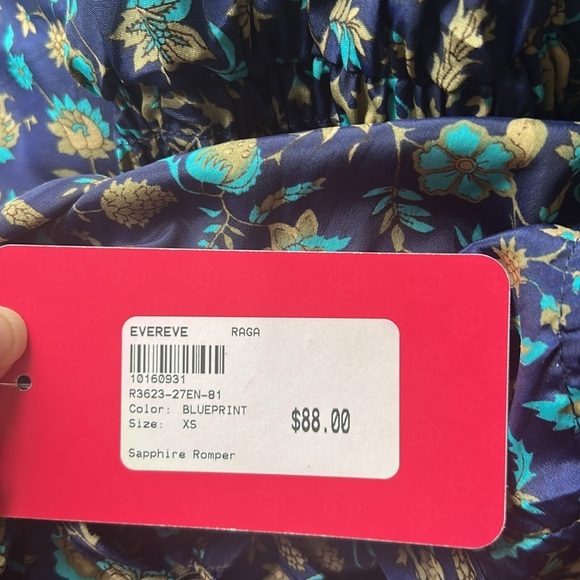 EVEREVE RAGA
10160931
R3623-27EN-81
Color: BLUEPRINT
Size: XS $88.00
Sapphire Romper